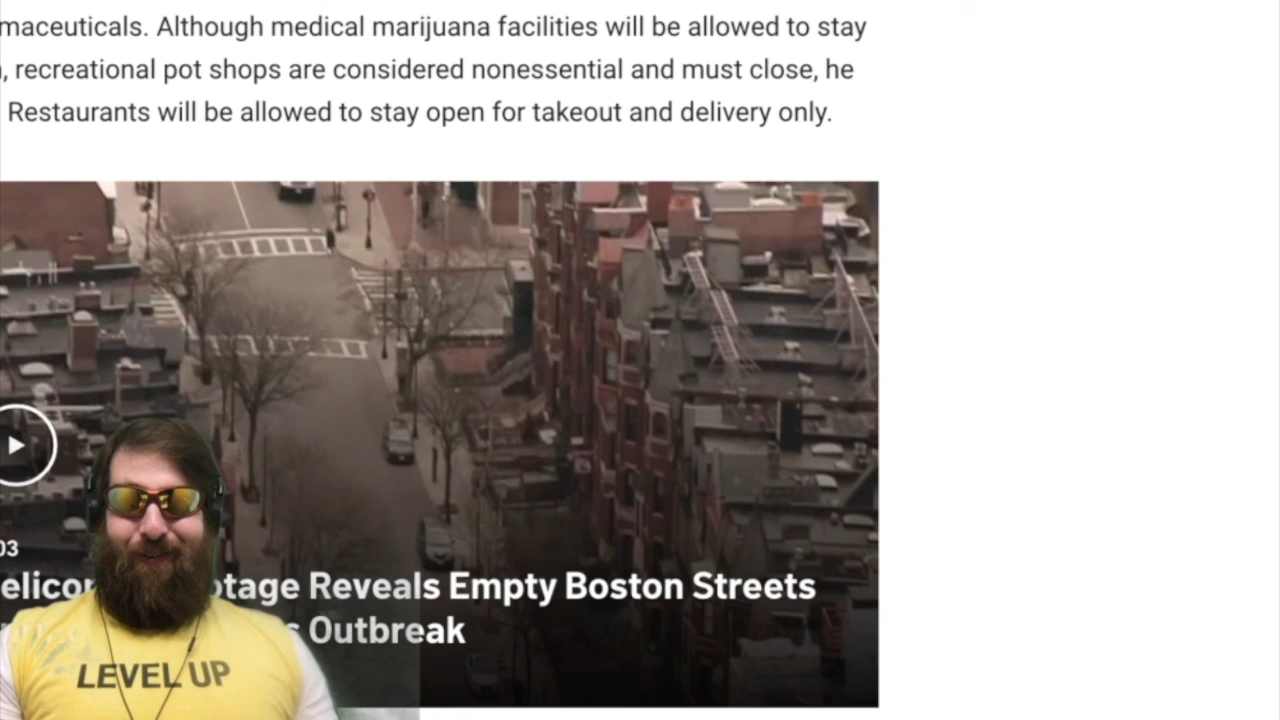 maceuticals. Although medical marijuana facilities will be allowed to stay
, recreational pot shops are considered nonessential and must close, he
Restaurants will be allowed to stay open for takeout and delivery only.
03
elicop otage Reveals Empty Boston Streets
s Outbreak
LEVEL UP